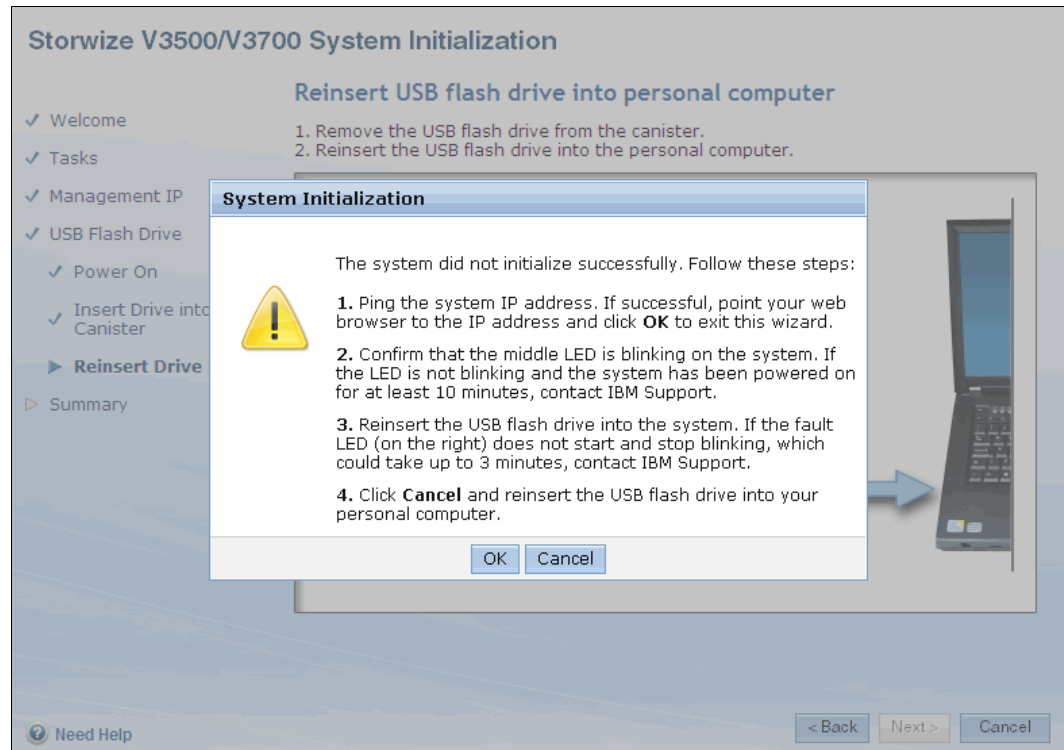 Storwize V3500/V3700 System Initialization
Reinsert USB flash drive into personal computer
1. Remove the USB flash drive from the canister.
2. Reinsert the USB flash drive into the personal computer.
Welcome
Tasks
Management IP
USB Flash Drive
Power On
Insert Drive into
Canister
Reinsert Drive
Summary
System Initialization
The system did not initialize successfully. Follow these steps:
1. Ping the system IP address. If successful, point your web
browser to the IP address and click OK to exit this wizard.
2. Confirm that the middle LED is blinking on the system. If
the LED is not blinking and the system has been powered on
for at least 10 minutes, contact IBM Support.
3. Reinsert the USB flash drive into the system. If the fault
LED (on the right) does not start and stop blinking, which
could take up to 3 minutes, contact IBM Support.
4. Click Cancel and reinsert the USB flash drive into your
personal computer.
OK
Cancel
Need Help
< Back
Next >
Cancel